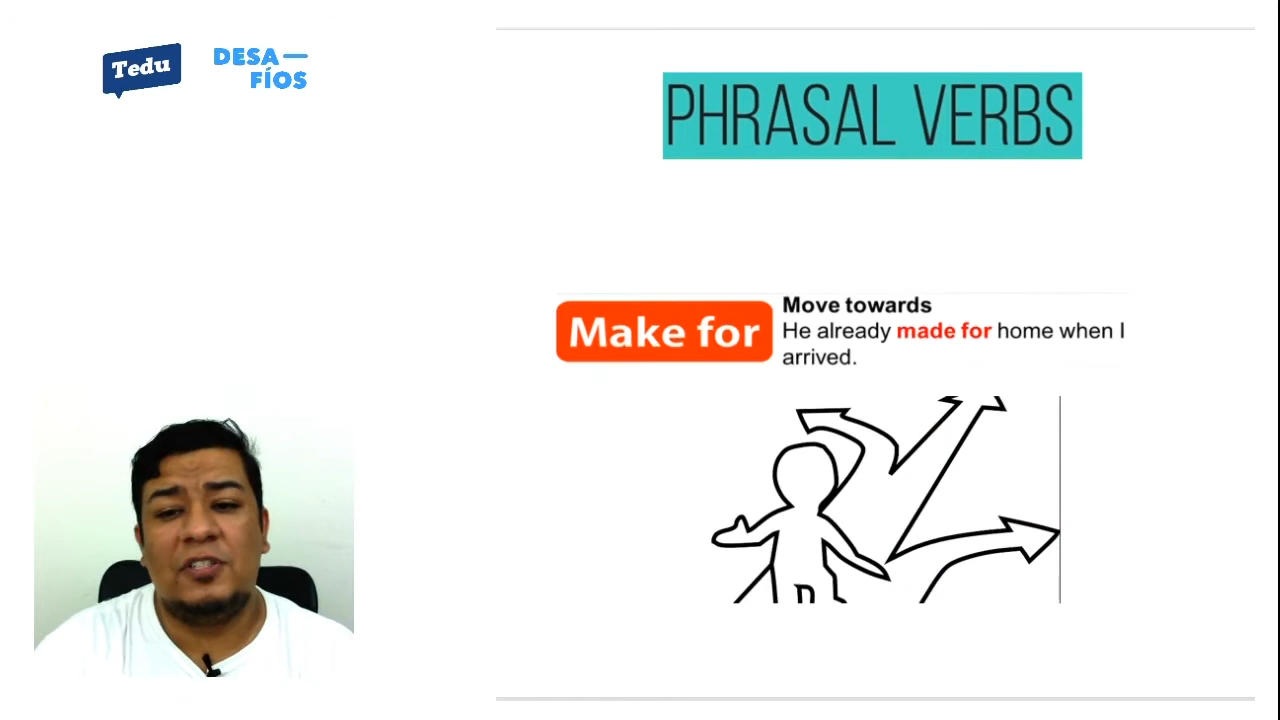 Tedu
DESA—
FÍOS
PHRASAL VERBS
Make for
Move towards
He already made for home when I
arrived.